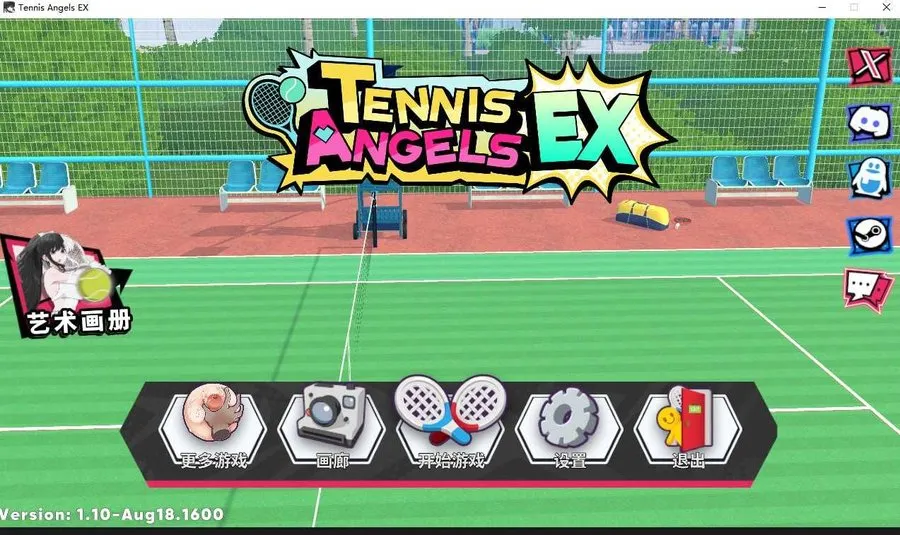 Tennis Angels EX
TENNIS
ANGELS EX
艺术画册
更多游戏
画廊
开始游戏
设置
退出
Version: 1.10-Aug18.1600